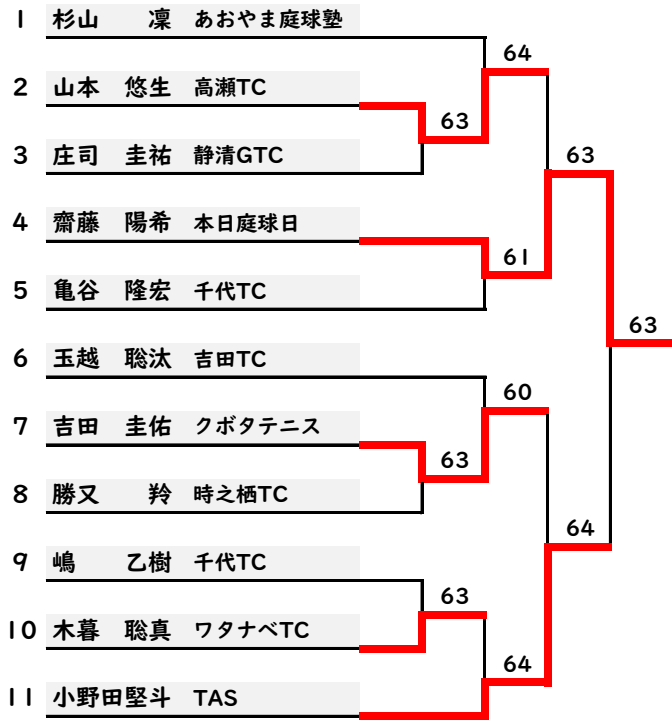 1 杉山　　凜 あおやま庭球塾
64
2 山本　悠生 高瀬TC
63
3 庄司　圭祐 静清GTC
63
4 齋藤　陽希 本日庭球日
61
5 亀谷　隆宏 千代TC
63
6 玉越　聡汰 吉田TC
60
7 吉田　圭佑 クボタテニス
63
8 勝又　　羚 時之栖TC
64
9 嶋　　乙樹 千代TC
63
10 木暮　聡真 ワタナベTC
64
11 小野田堅斗 TAS